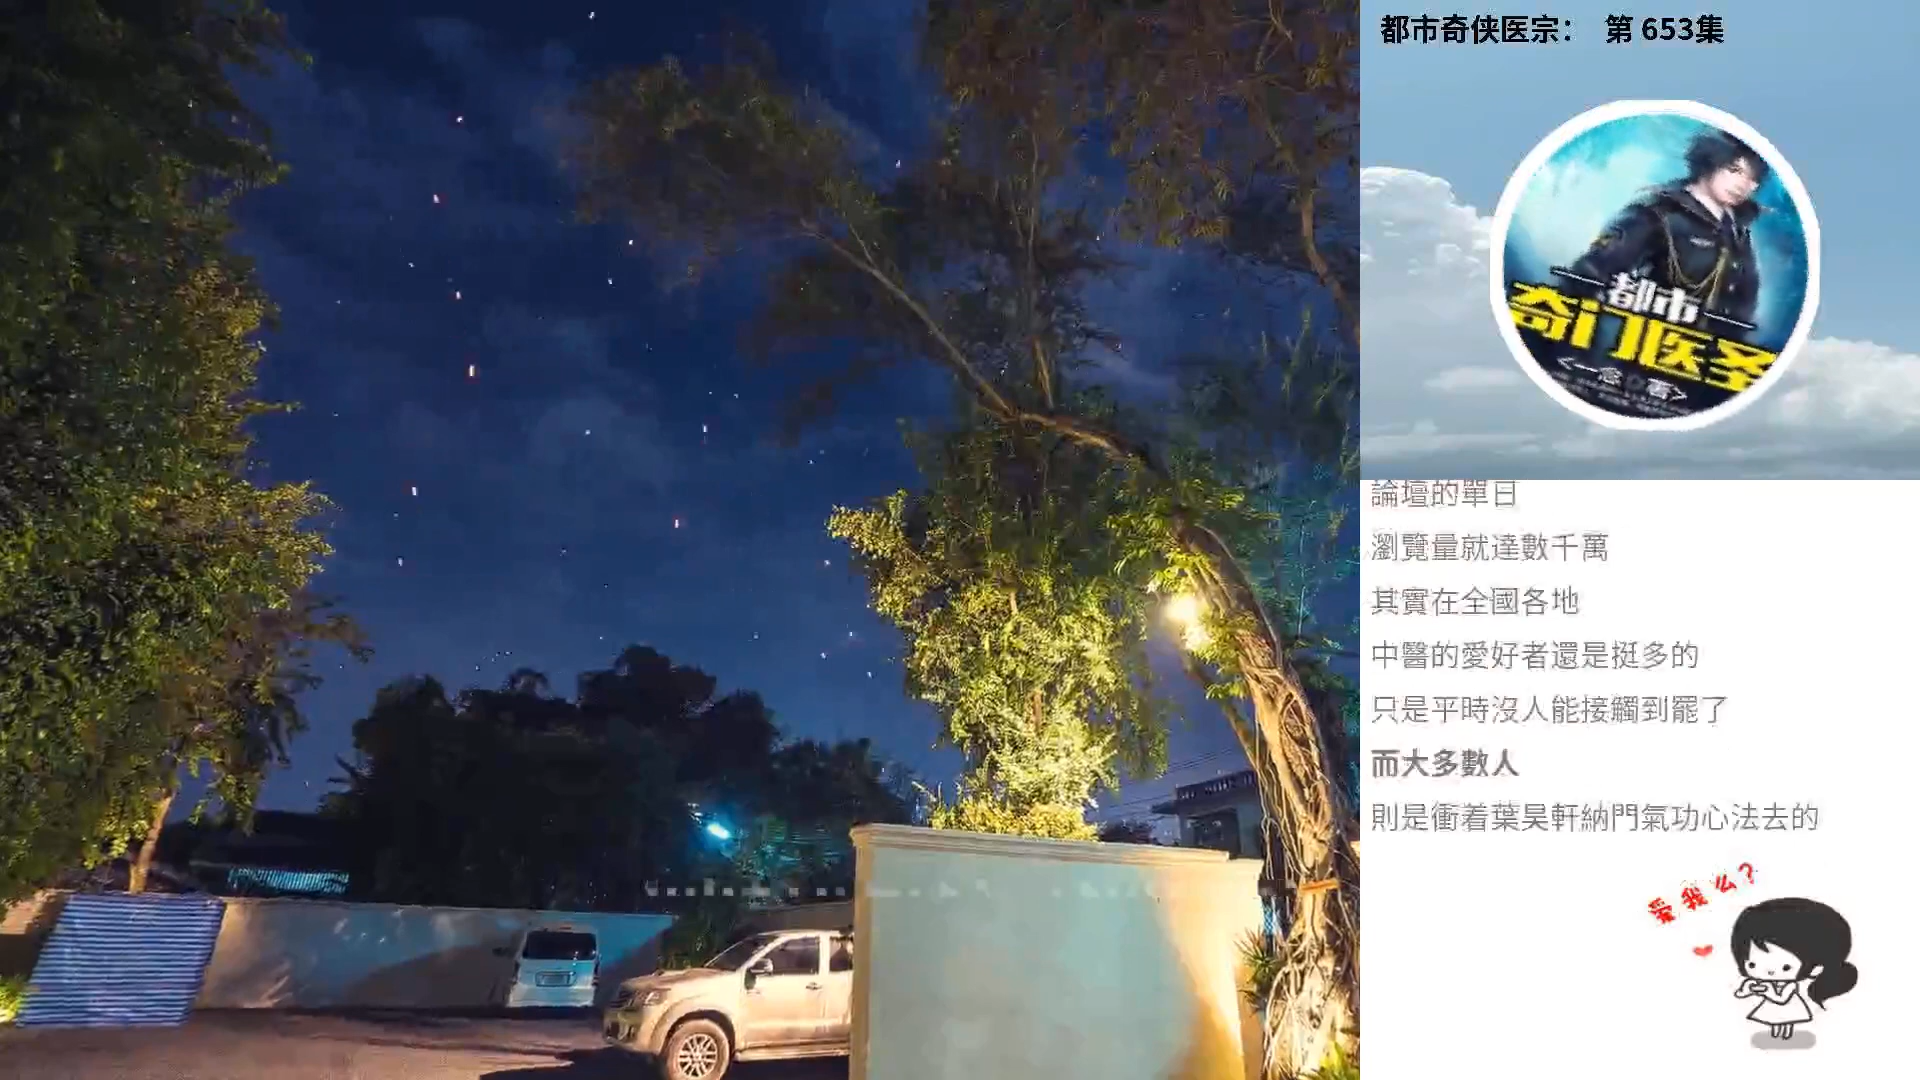 都市奇侠医宗： 第 653集
都市
奇门医圣
論壇的單日
瀏覽量就達數千萬
其實在全國各地
中醫的愛好者還是挺多的
只是平時沒人能接觸到罷了
而大多數人
則是衝着葉昊軒納門氣功心法去的
爱我么？